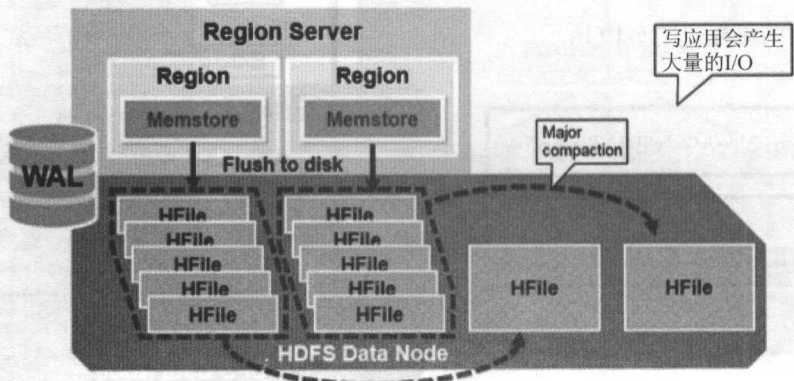 Region Server
写应用会产生
大量的I/O
Region
Region
Memstore
Memstore
Major
compaction
WAL
Flush to disk
HFile
HFile
HFile
HFile
HFile
HFile
HFile
HFile
HFile
HFile
HFile
HFile
HDFS Data Node